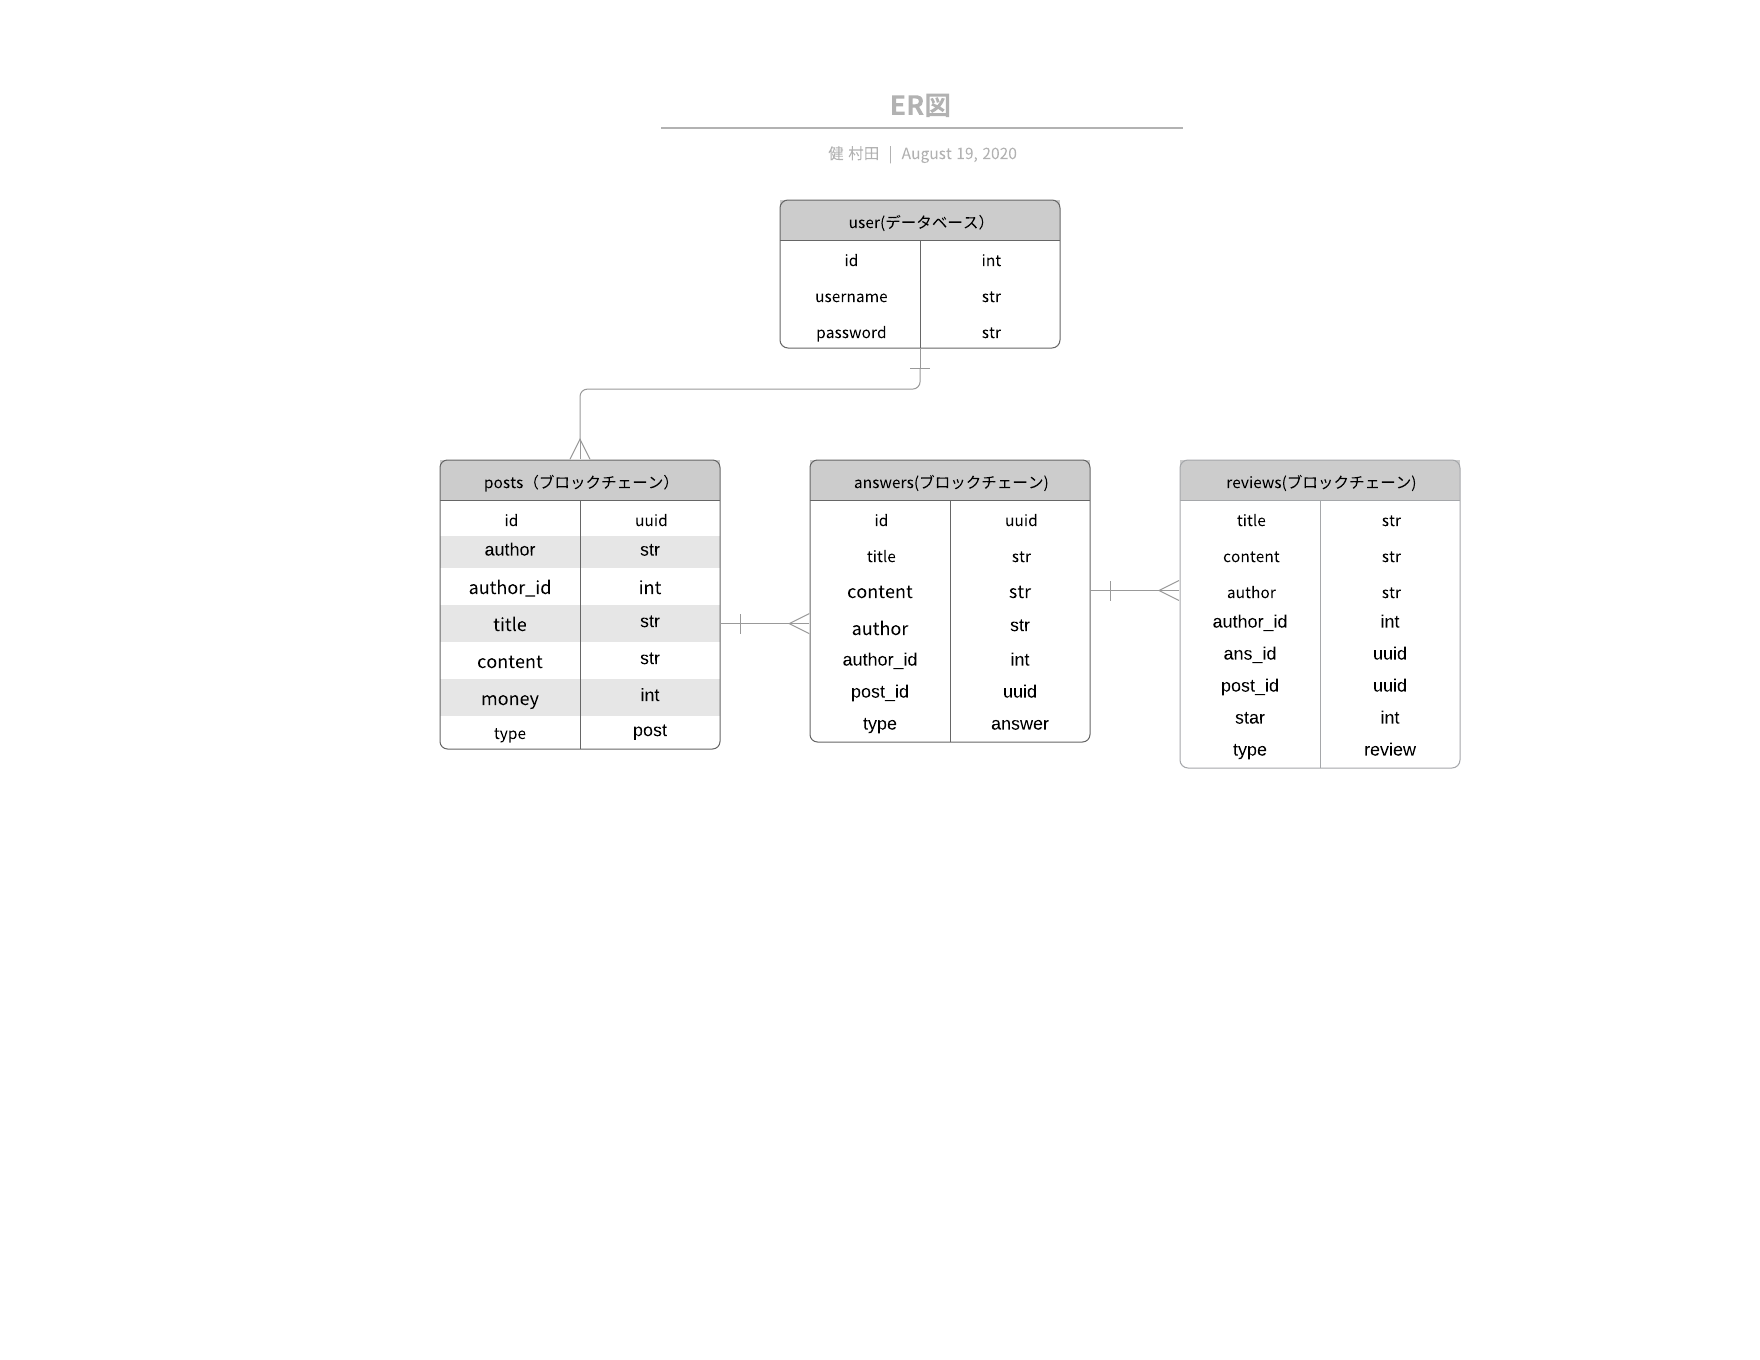 ER図
健 村田 | August 19, 2020
user(データベース）
id int
username str
password str
posts（ブロックチェーン）
id uuid
author str
author_id int
title str
content str
money int
type post
answers(ブロックチェーン)
id uuid
title str
content str
author str
author_id int
post_id uuid
type answer
reviews(ブロックチェーン)
title str
content str
author str
author_id int
ans_id uuid
post_id uuid
star int
type review